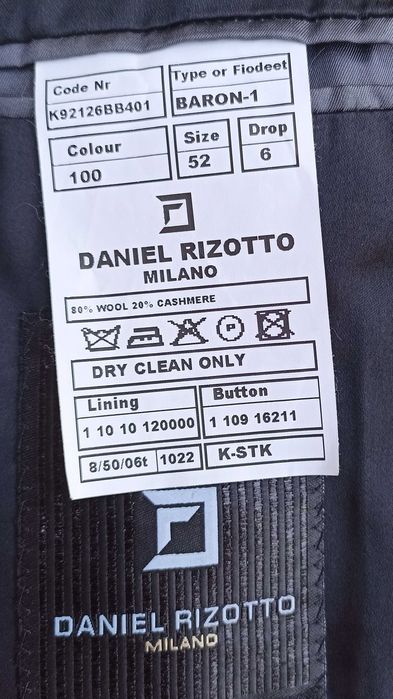 Code Nr
K92126BB401
Type or Fiodeet
BARON-1
Colour
100
Size
52
Drop
6
DANIEL RIZOTTO
MILANO
80% WOOL 20% CASHMERE
P
DRY CLEAN ONLY
Lining
1 10 10 120000
Button
1 109 16211
8/50/06t 1022 K-STK
DANIEL RIZOTTO
MILANO